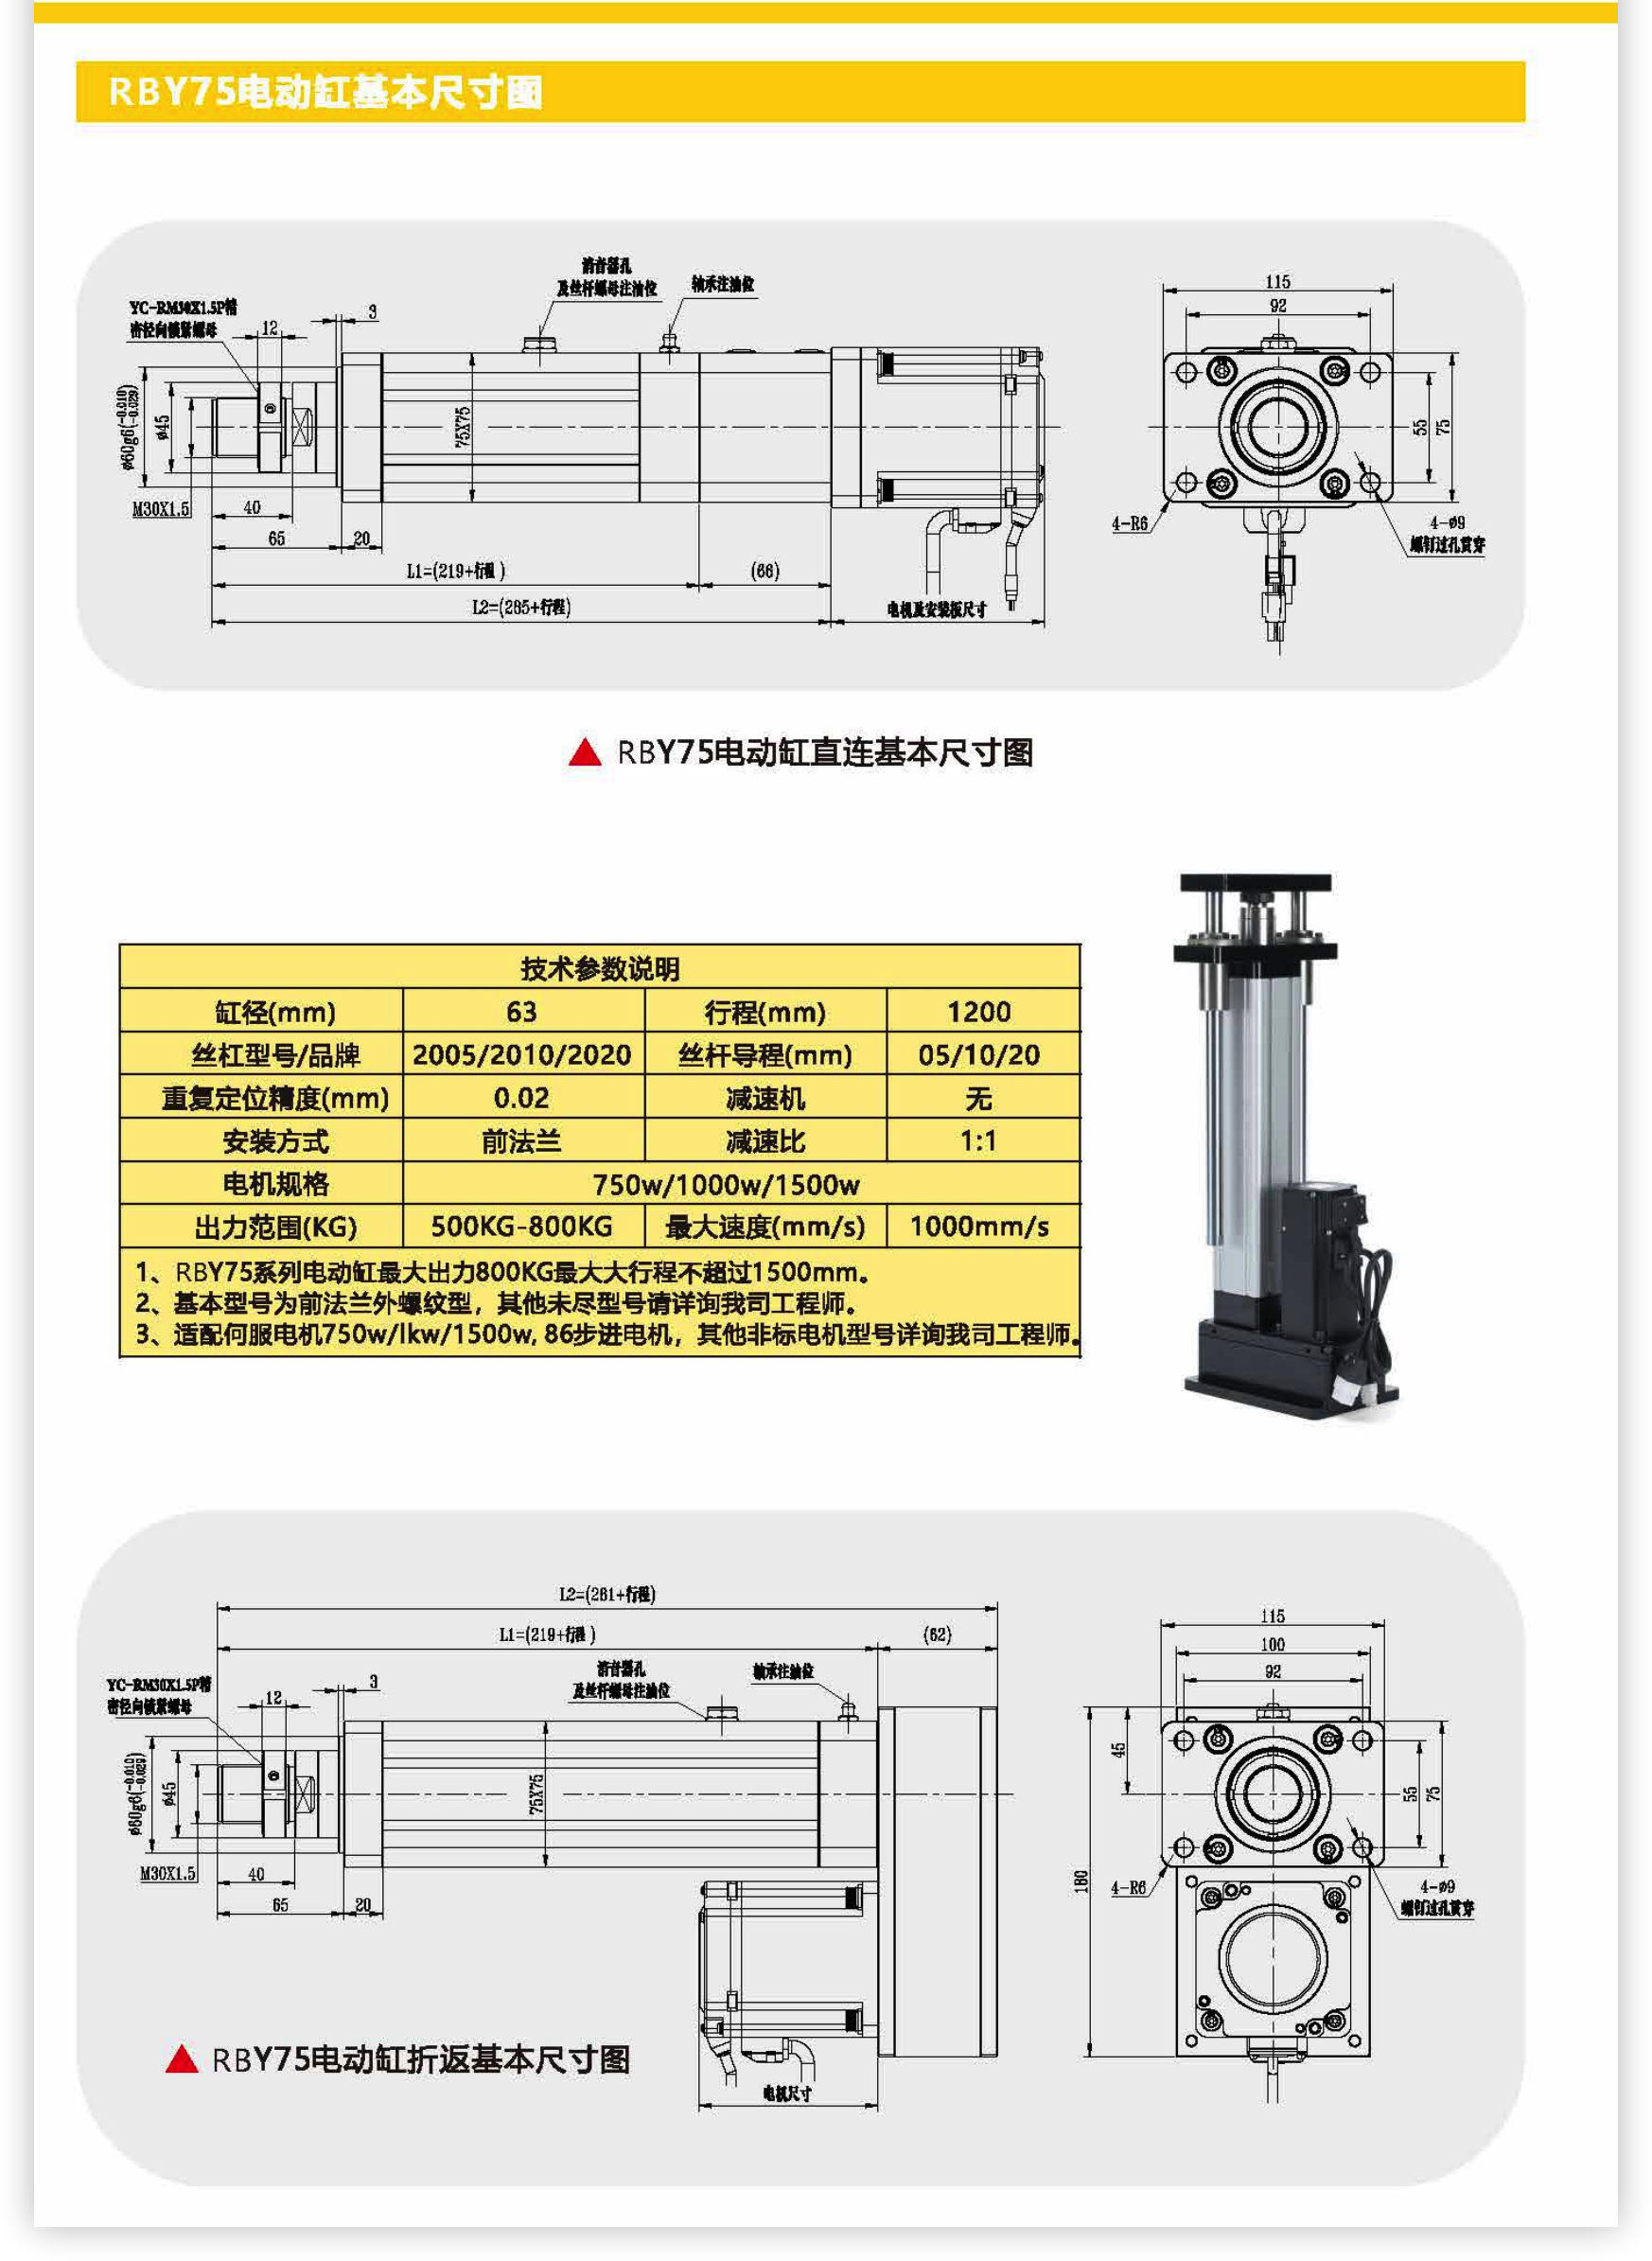 RBY75电动缸基本尺寸图
消音器孔
及丝杆螺母注油位
轴承注油位
YC-RM30X1.5P精
密径向锁紧螺母
12
3
ø60g6(-0.010 -0.029)
ø45
M30X1.5
40
65
20
75X75
L1=(219+行程)
(66)
L2=(285+行程)
电机及安装板尺寸
115
92
55
75
4-R6
4-ø9
螺钉过孔贯穿
RBY75电动缸直连基本尺寸图
技术参数说明
缸径(mm) 63 行程(mm) 1200
丝杠型号/品牌 2005/2010/2020 丝杆导程(mm) 05/10/20
重复定位精度(mm) 0.02 减速机 无
安装方式 前法兰 减速比 1:1
电机规格 750w/1000w/1500w
出力范围(KG) 500KG-800KG 最大速度(mm/s) 1000mm/s
1、RBY75系列电动缸最大出力800KG最大大行程不超过1500mm。
2、基本型号为前法兰外螺纹型，其他未尽型号请详询我司工程师。
3、适配伺服电机750w/lkw/1500w, 86步进电机，其他非标电机型号详询我司工程师。
L2=(281+行程)
L1=(219+行程)
(62)
消音器孔
及丝杆螺母注油位
轴承注油位
YC-RM30X1.5P精
密径向锁紧螺母
12
3
ø60g6(-0.010 -0.029)
ø45
M30X1.5
40
65
20
75X75
电机尺寸
115
100
92
45
180
55
75
4-R6
4-ø9
螺钉过孔贯穿
RBY75电动缸折返基本尺寸图